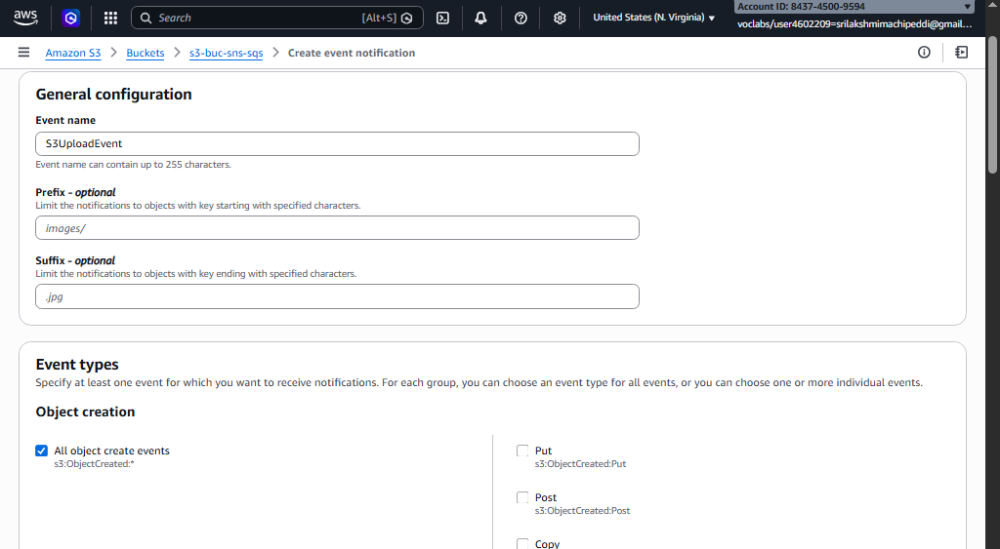 aws
Search
[Alt+S]
United States (N. Virginia) ▼
Account ID: 8437-4500-9594
voclabs/user4602209=srilakshmimachipeddi@gmail...
Amazon S3 > Buckets > s3-buc-sns-sqs > Create event notification
General configuration
Event name
S3UploadEvent
Event name can contain up to 255 characters.
Prefix - optional
Limit the notifications to objects with key starting with specified characters.
images/
Suffix - optional
Limit the notifications to objects with key ending with specified characters.
.jpg
Event types
Specify at least one event for which you want to receive notifications. For each group, you can choose an event type for all events, or you can choose one or more individual events.
Object creation
All object create events
s3:ObjectCreated:*
Put
s3:ObjectCreated:Put
Post
s3:ObjectCreated:Post
Copy